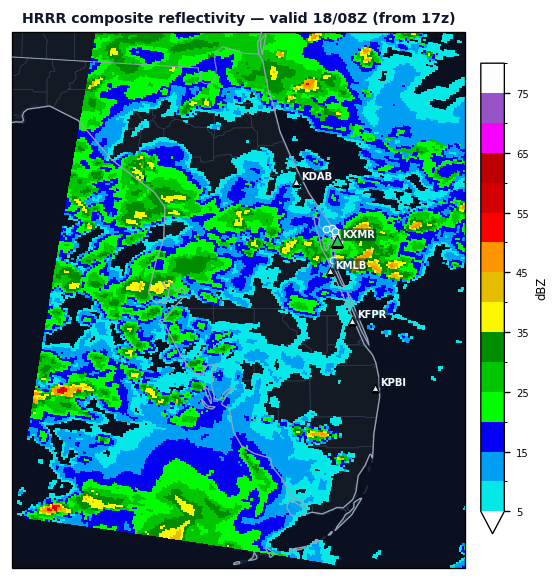 HRRR composite reflectivity — valid 18/08Z (from 17z)
75
65
KDAB
55
KXMR
45
KMLB
dBZ
KFPR
35
KPBI
25
15
5